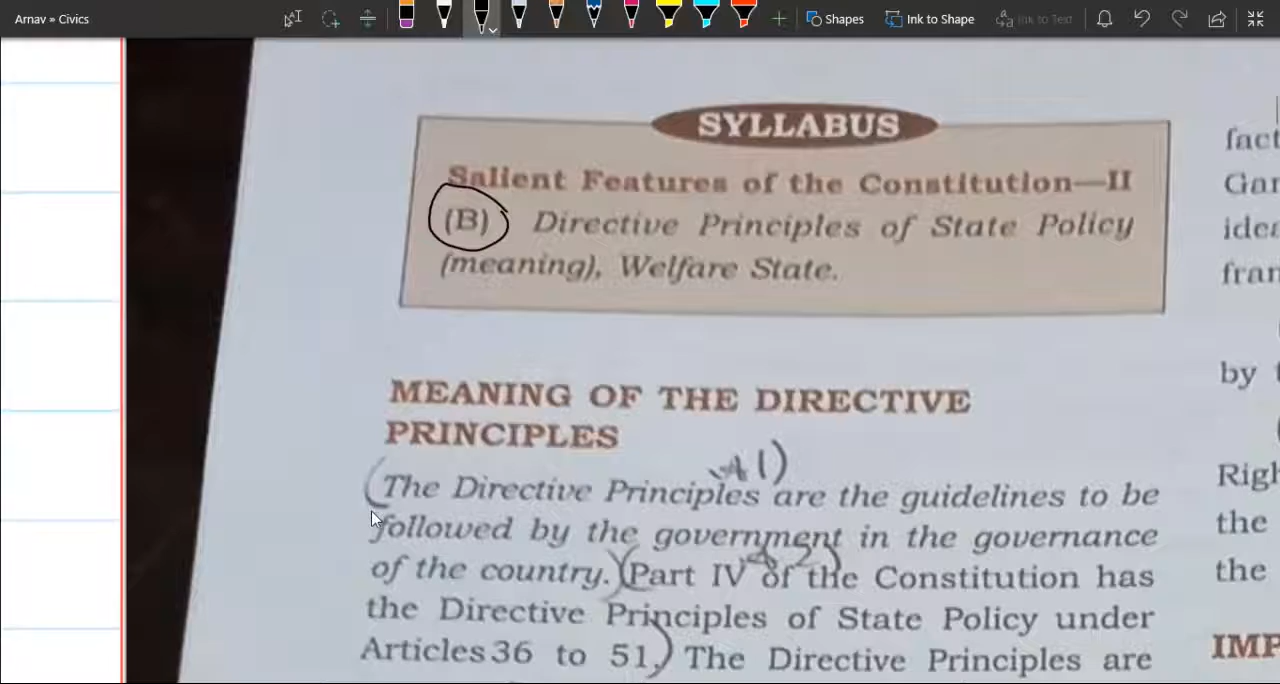 Arnav » Civics
Shapes
Ink to Shape
Ink to Text
SYLLABUS
Salient Features of the Constitution—II
(B) Directive Principles of State Policy
(meaning), Welfare State.
MEANING OF THE DIRECTIVE
PRINCIPLES
A1)
(The Directive Principles are the guidelines to be
followed by the government in the governance
of the country.) (Part IV of the Constitution has
the Directive Principles of State Policy under
Articles 36 to 51.) The Directive Principles are
fact
Gar
fran
by
Righ
the
the
IMP